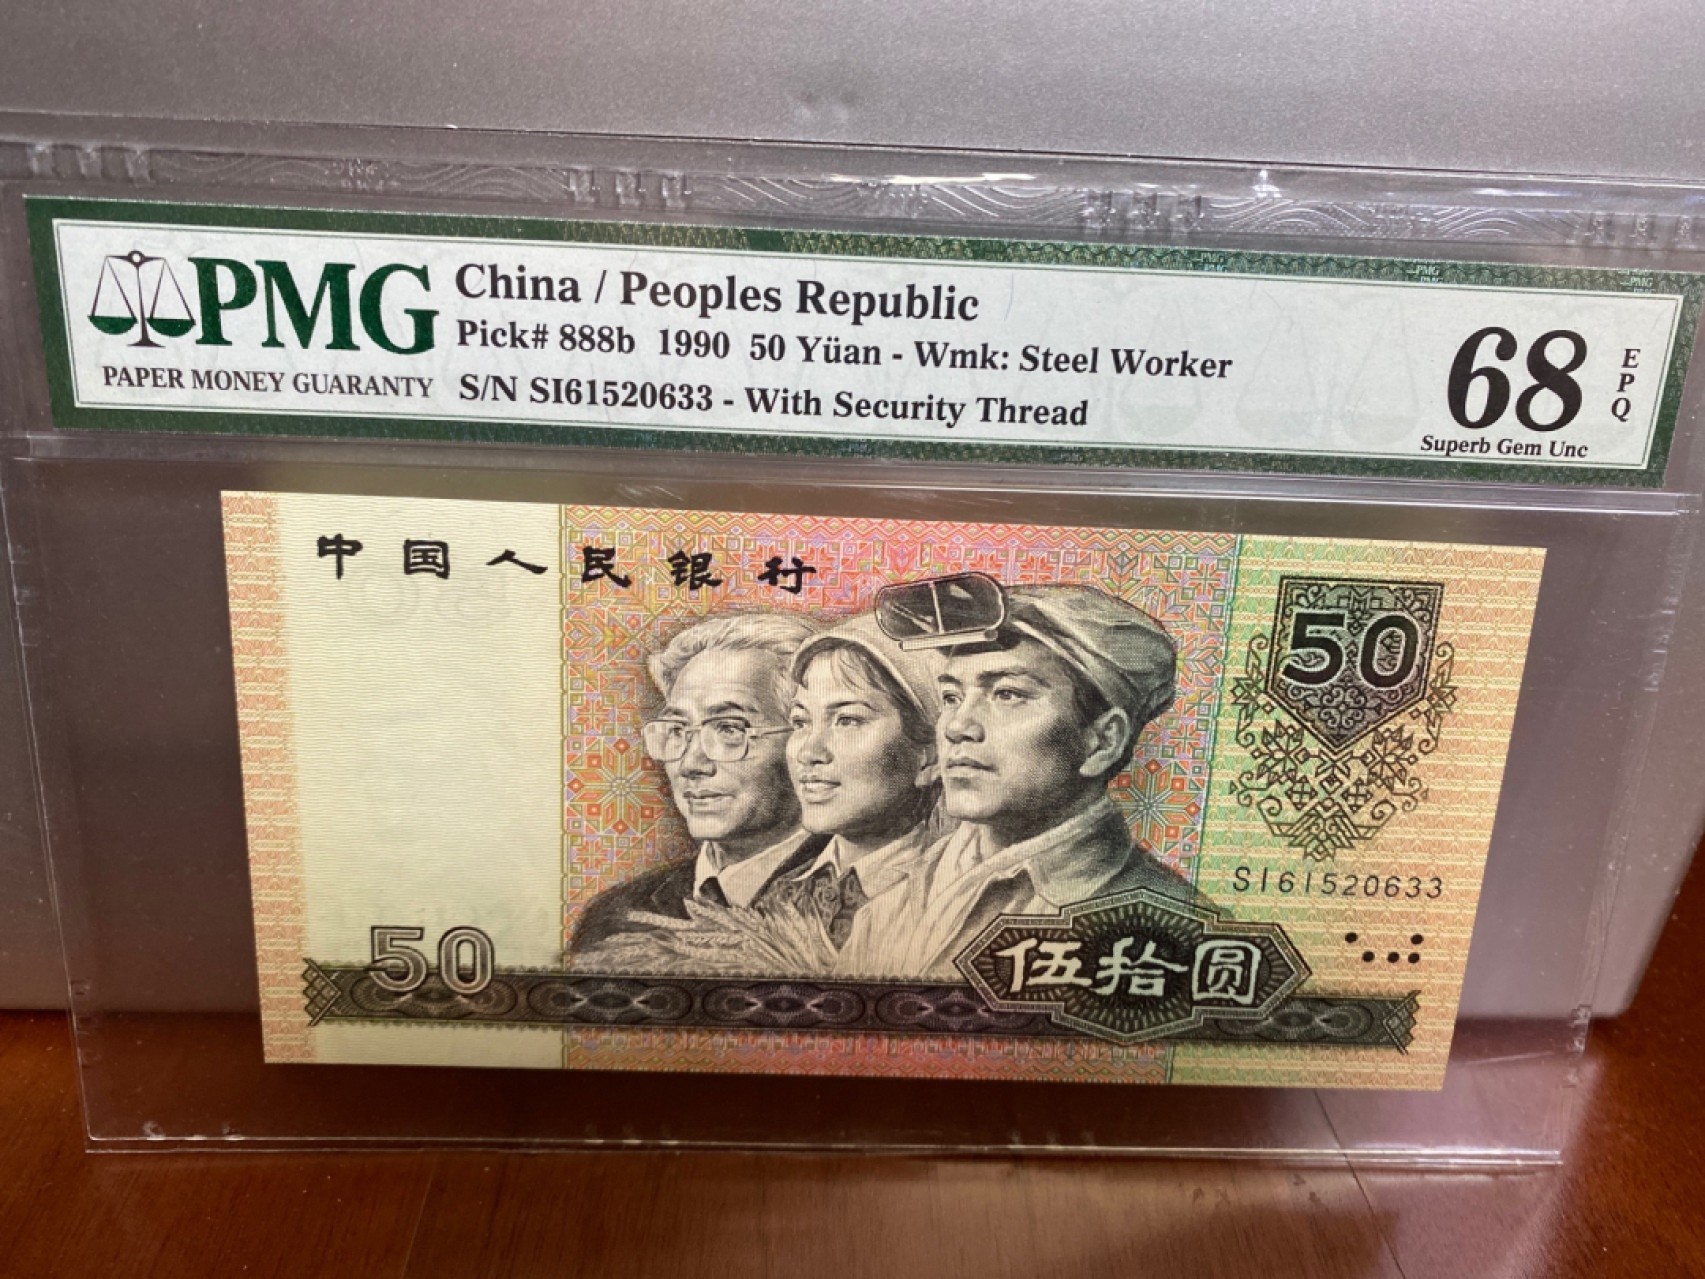 PMG
PAPER MONEY GUARANTY
China / Peoples Republic
Pick# 888b 1990 50 Yüan - Wmk: Steel Worker
S/N SI61520633 - With Security Thread
68
EPQ
Superb Gem Unc
中国人民银行
50
SI61520633
50
伍拾圆